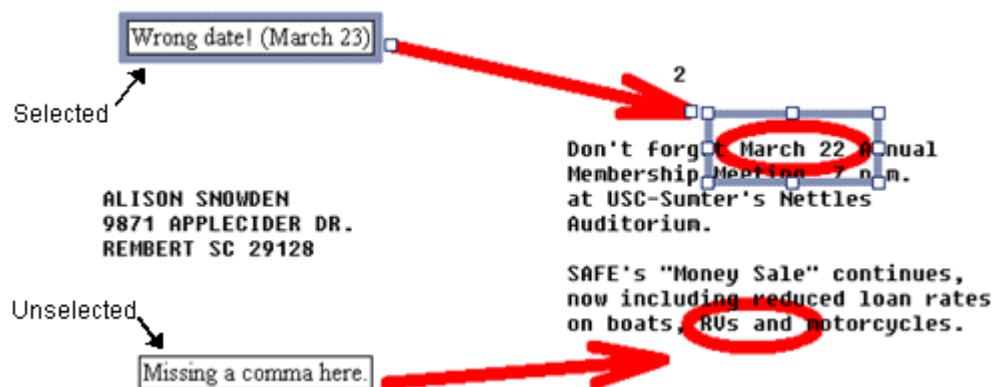 Wrong date! (March 23)
Selected
2
Don't forget March 22 Annual
Membership Meeting, 7 p.m.
at USC-Sumter's Nettles
Auditorium.
ALISON SNOWDEN
9871 APPLECIDER DR.
REMBERT SC 29128
SAFE's "Money Sale" continues,
now including reduced loan rates
on boats, RVs and motorcycles.
Unselected
Missing a comma here.